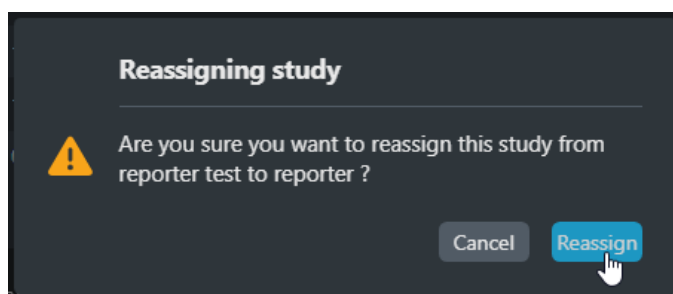 Reassigning study
Are you sure you want to reassign this study from
reporter test to reporter ?
Cancel
Reassign